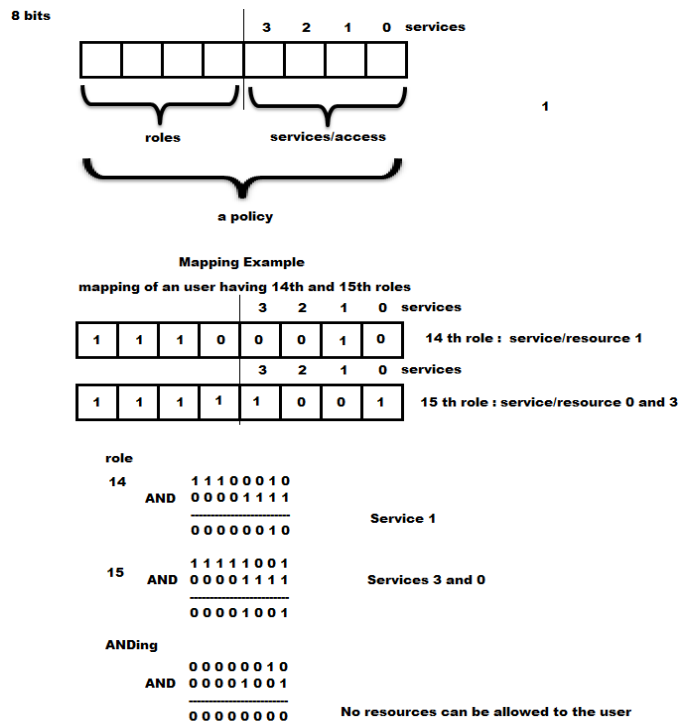 8 bits
3 2 1 0 services
roles services/access
1
a policy
Mapping Example
mapping of an user having 14th and 15th roles
3 2 1 0 services
1 1 1 0 0 0 1 0 14 th role : service/resource 1
3 2 1 0 services
1 1 1 1 1 0 0 1 15 th role : service/resource 0 and 3
role
14 1 1 1 0 0 0 1 0
AND 0 0 0 0 1 1 1 1
--------------------------
0 0 0 0 0 0 1 0 Service 1
1 1 1 1 1 0 0 1
15 AND 0 0 0 0 1 1 1 1 Services 3 and 0
--------------------------
0 0 0 0 1 0 0 1
ANDing
0 0 0 0 0 0 1 0
AND 0 0 0 0 1 0 0 1
--------------------------
0 0 0 0 0 0 0 0 No resources can be allowed to the user